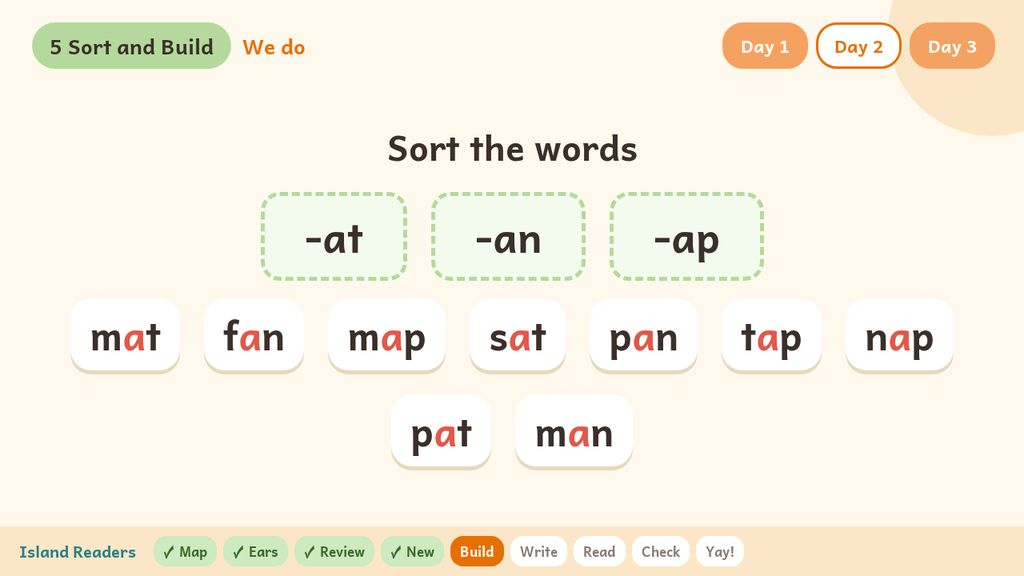 5 Sort and Build We do Day 1 Day 2 Day 3
Sort the words
-at -an -ap
mat fan map sat pan tap nap
pat man
Island Readers ✓ Map ✓ Ears ✓ Review ✓ New Build Write Read Check Yay!